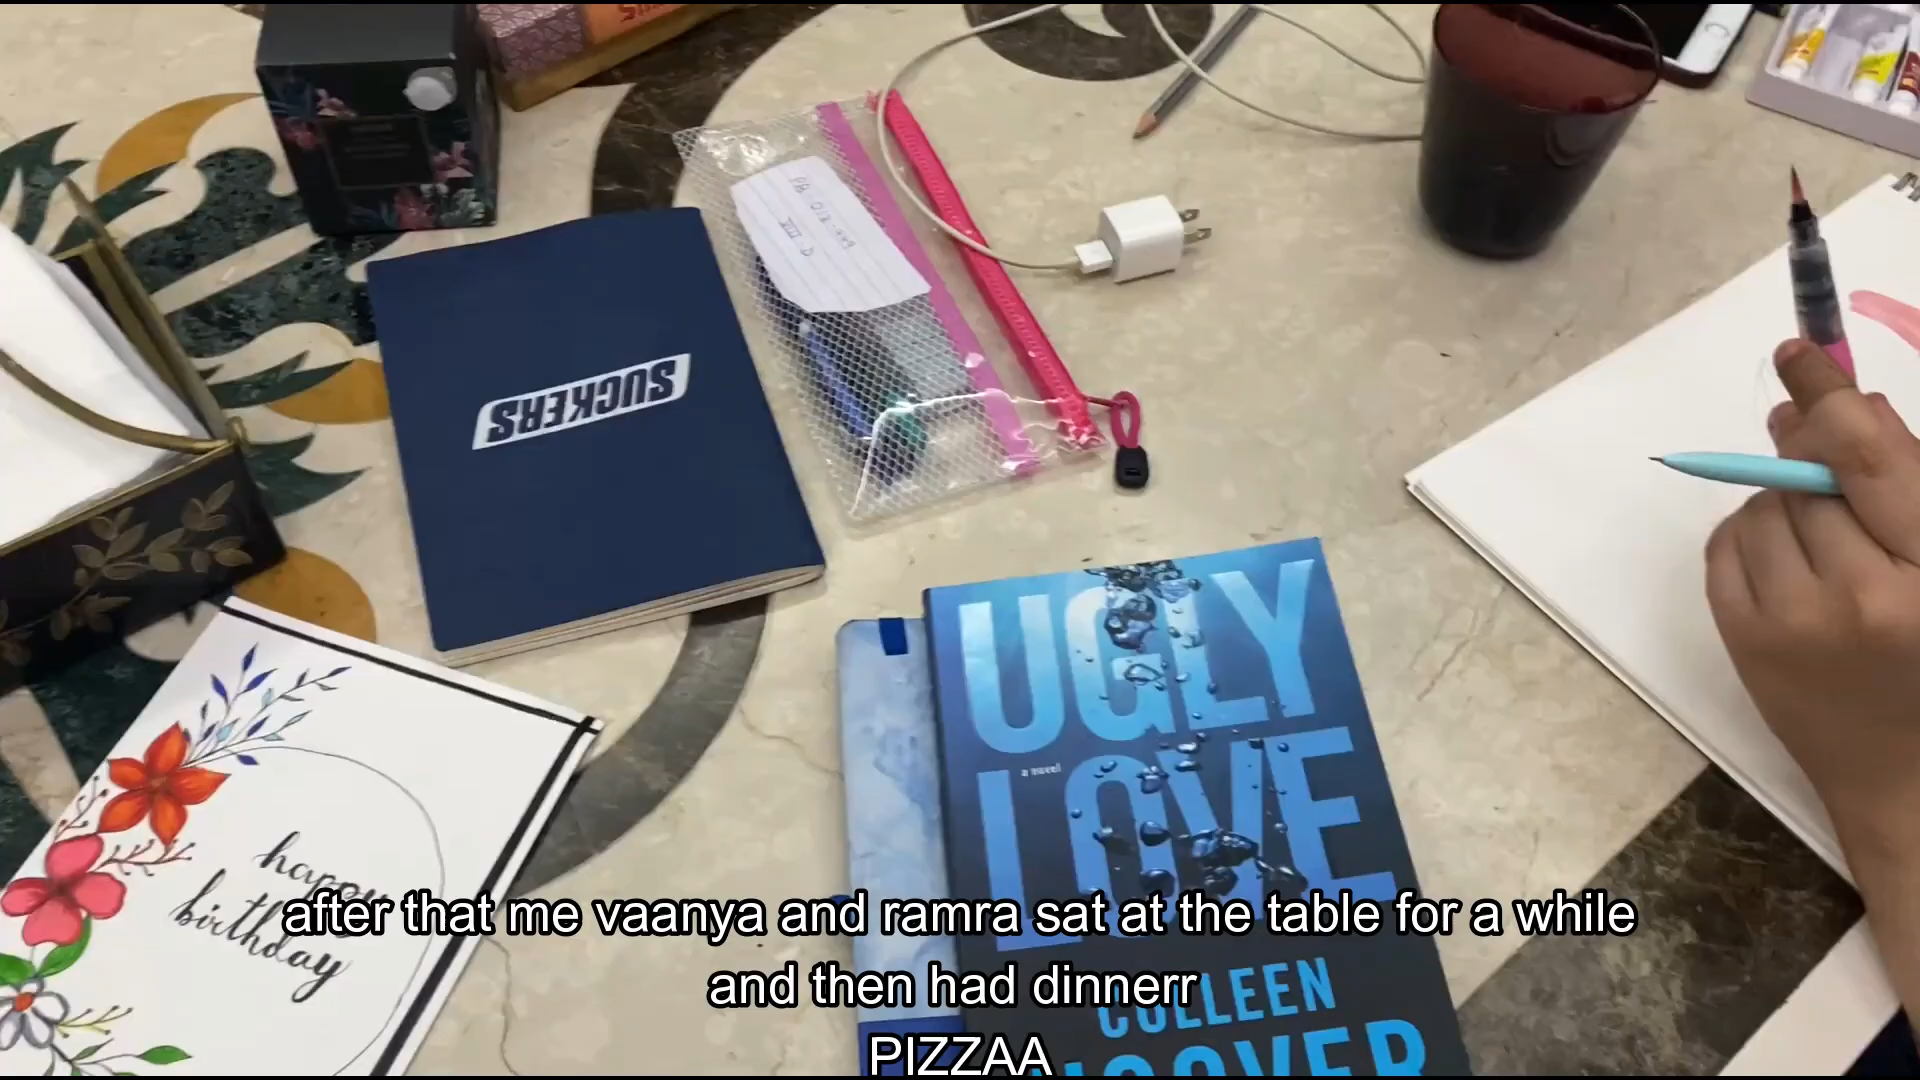 SUCKERS
UGLY
a novel
LOVE
COLLEEN
HOOVER
happy
birthday
after that me vaanya and ramra sat at the table for a while
and then had dinnerr
PIZZAA